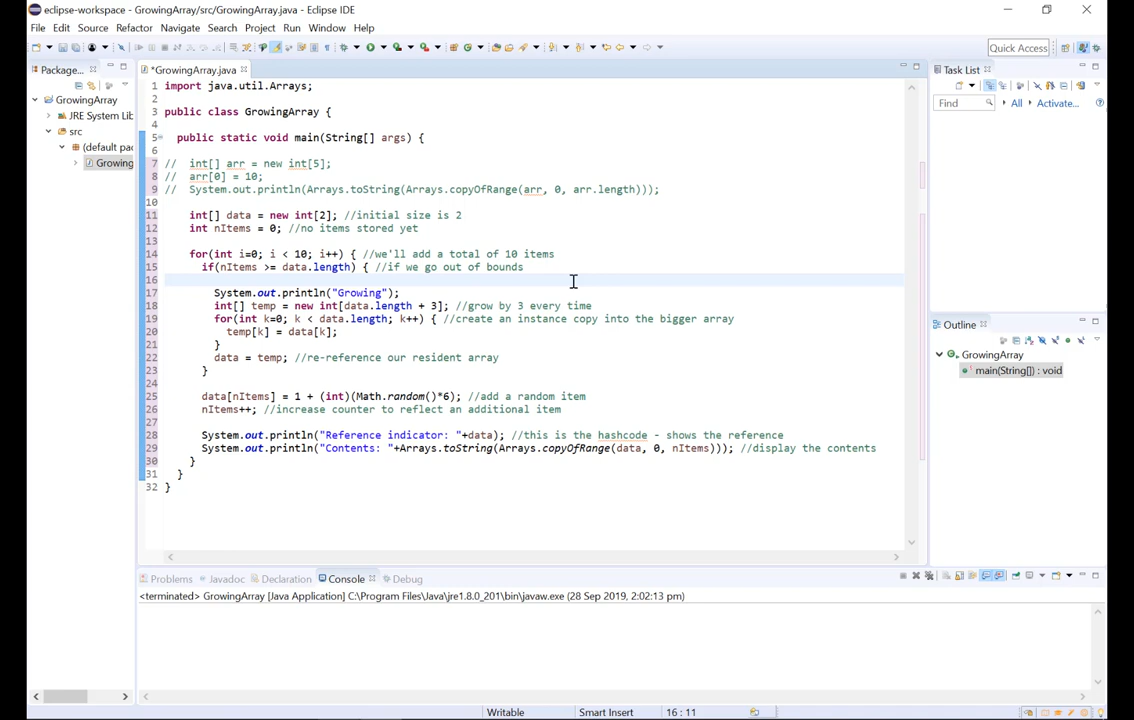 eclipse-workspace - GrowingArray/src/GrowingArray.java - Eclipse IDE
File Edit Source Refactor Navigate Search Project Run Window Help
Quick Access
Package...
*GrowingArray.java
Task List
GrowingArray
JRE System Lib
src
(default pac
Growing
Find
All
Activate...
1 import java.util.Arrays;
2
3 public class GrowingArray {
4
5 public static void main(String[] args) {
6
7 // int[] arr = new int[5];
8 // arr[0] = 10;
9 // System.out.println(Arrays.toString(Arrays.copyOfRange(arr, 0, arr.length)));
10
11 int[] data = new int[2]; //initial size is 2
12 int nItems = 0; //no items stored yet
13
14 for(int i=0; i < 10; i++) { //we'll add a total of 10 items
15 if(nItems >= data.length) { //if we go out of bounds
16
17 System.out.println("Growing");
18 int[] temp = new int[data.length + 3]; //grow by 3 every time
19 for(int k=0; k < data.length; k++) { //create an instance copy into the bigger array
20 temp[k] = data[k];
21 }
22 data = temp; //re-reference our resident array
23 }
24
25 data[nItems] = 1 + (int)(Math.random()*6); //add a random item
26 nItems++; //increase counter to reflect an additional item
27
28 System.out.println("Reference indicator: "+data); //this is the hashcode - shows the reference
29 System.out.println("Contents: "+Arrays.toString(Arrays.copyOfRange(data, 0, nItems))); //display the contents
30 }
31 }
32 }
Outline
GrowingArray
main(String[]) : void
Problems Javadoc Declaration Console Debug
<terminated> GrowingArray [Java Application] C:\Program Files\Java\jre1.8.0_201\bin\javaw.exe (28 Sep 2019, 2:02:13 pm)
Writable Smart Insert 16 : 11